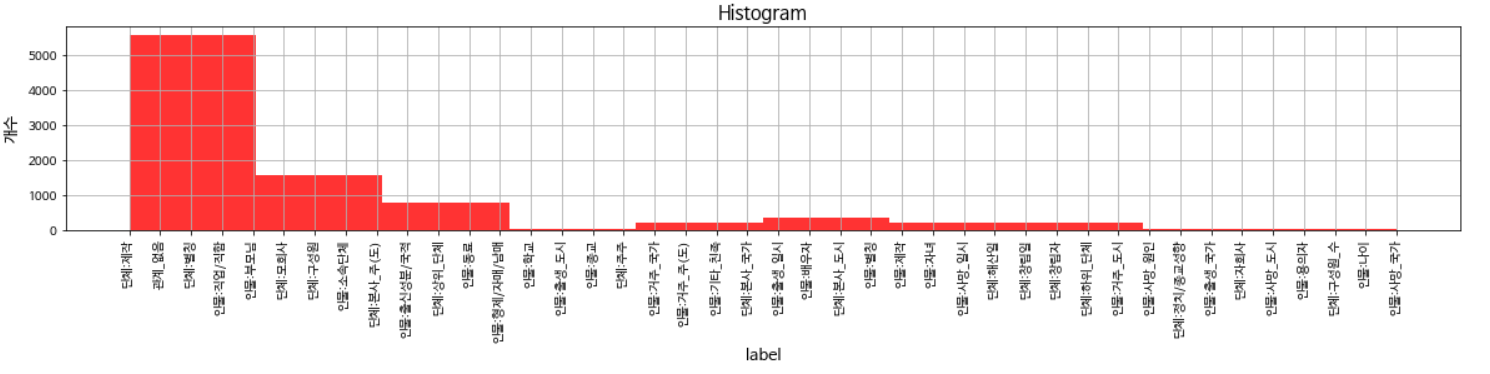 Histogram
개수
5000
4000
3000
2000
1000
0
단체:제작
관계_없음
단체:별칭
인물:직업/직함
인물:부모님
단체:모회사
단체:구성원
인물:소속단체
단체:본사_주(도)
인물:출신성분/국적
단체:상위_단체
인물:동료
인물:형제/자매/남매
인물:학교
인물:출생_도시
인물:종교
단체:주주
인물:거주_국가
인물:거주_주(도)
인물:기타_친족
단체:본사_국가
인물:출생_일시
인물:배우자
단체:본사_도시
인물:별칭
인물:제작
인물:자녀
인물:사망_일시
단체:해산일
단체:창립일
단체:창립자
단체:하위_단체
인물:거주_도시
인물:사망_원인
단체:정치/종교성향
인물:출생_국가
단체:자회사
인물:사망_도시
인물:용의자
단체:구성원_수
인물:나이
인물:사망_국가
label